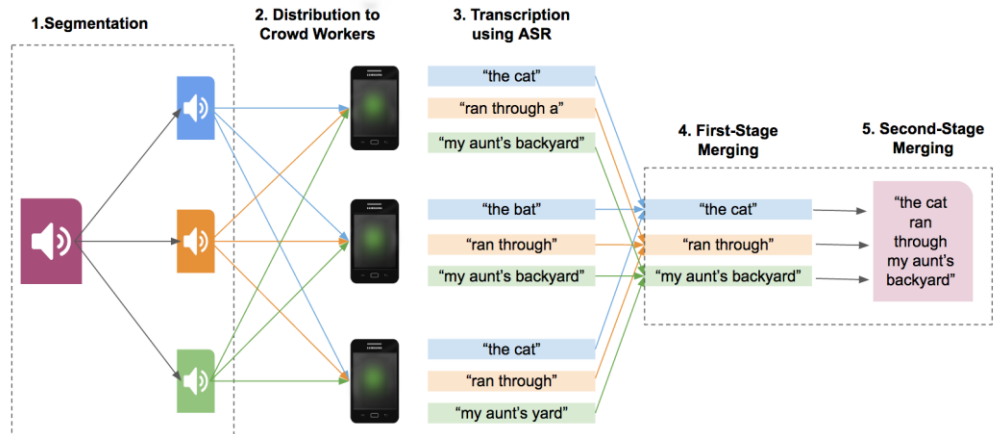 1.Segmentation
2. Distribution to
Crowd Workers
3. Transcription
using ASR
“the cat”
“ran through a”
“my aunt’s backyard”
“the bat”
“ran through”
“my aunt’s backyard”
“the cat”
“ran through”
“my aunt’s yard”
4. First-Stage
Merging
“the cat”
“ran through”
“my aunt’s backyard”
5. Second-Stage
Merging
“the cat
ran
through
my aunt’s
backyard”